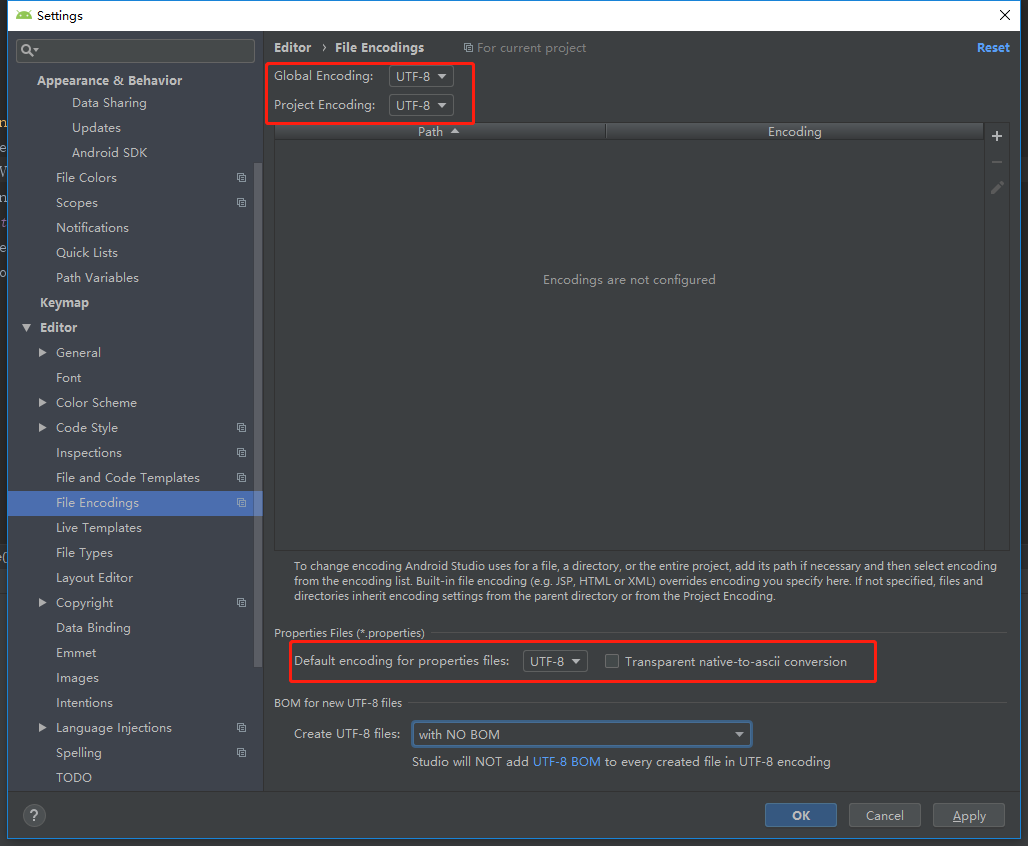 Settings
Appearance & Behavior
Data Sharing
Updates
Android SDK
File Colors
Scopes
Notifications
Quick Lists
Path Variables
Keymap
Editor
General
Font
Color Scheme
Code Style
Inspections
File and Code Templates
File Encodings
Live Templates
File Types
Layout Editor
Copyright
Data Binding
Emmet
Images
Intentions
Language Injections
Spelling
TODO
?
Editor › File Encodings For current project Reset
Global Encoding: UTF-8
Project Encoding: UTF-8
Path Encoding
Encodings are not configured
To change encoding Android Studio uses for a file, a directory, or the entire project, add its path if necessary and then select encoding
from the encoding list. Built-in file encoding (e.g. JSP, HTML or XML) overrides encoding you specify here. If not specified, files and
directories inherit encoding settings from the parent directory or from the Project Encoding.
Properties Files (*.properties)
Default encoding for properties files: UTF-8 Transparent native-to-ascii conversion
BOM for new UTF-8 files
Create UTF-8 files: with NO BOM
Studio will NOT add UTF-8 BOM to every created file in UTF-8 encoding
OK Cancel Apply